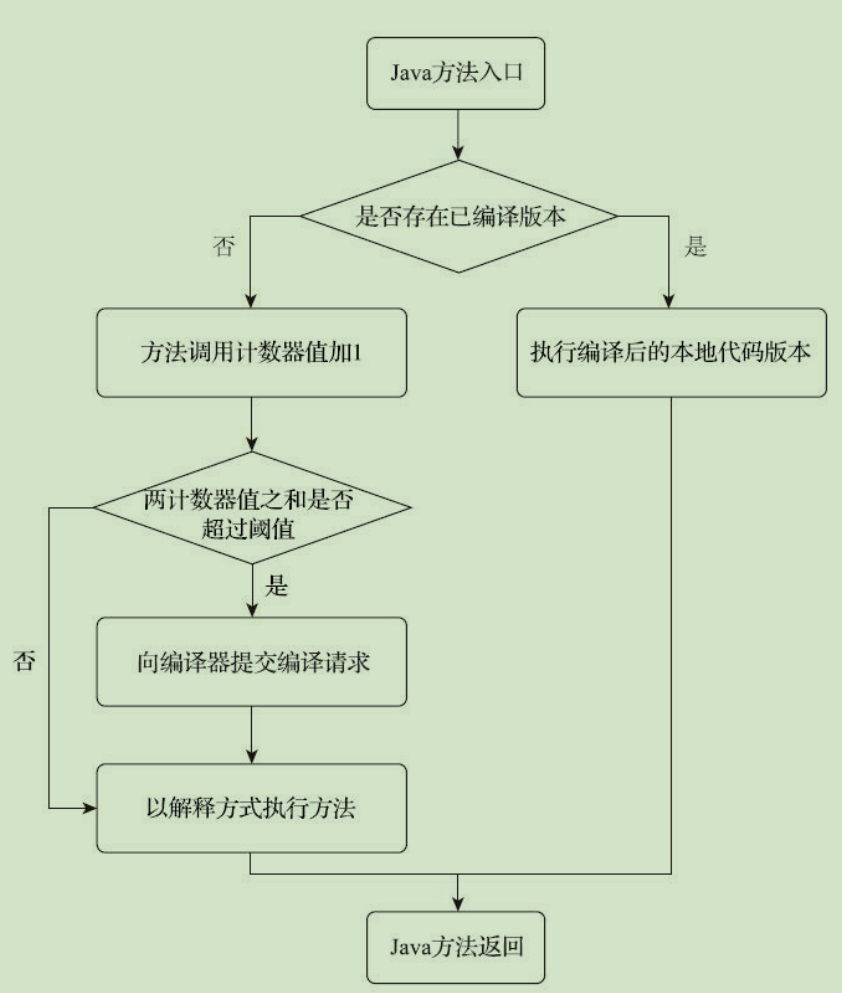 Java方法入口
是否存在已编译版本
否
是
方法调用计数器值加1
执行编译后的本地代码版本
两计数器值之和是否
超过阈值
是
否
向编译器提交编译请求
以解释方式执行方法
Java方法返回